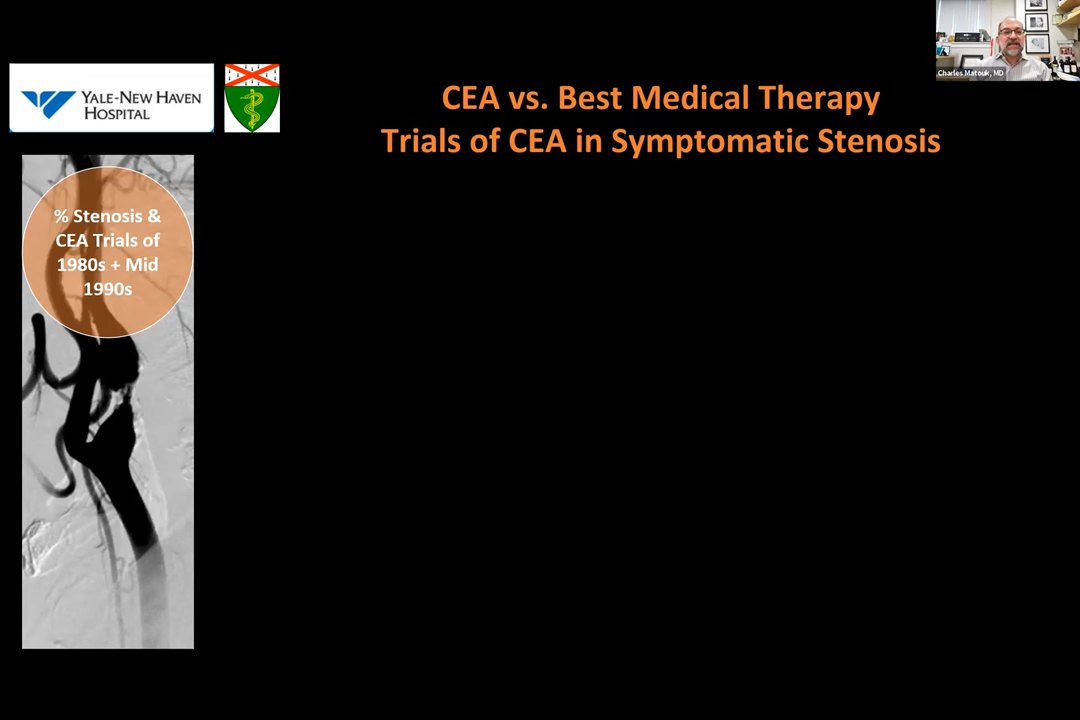 Charles Matouk, MD
YALE-NEW HAVEN
HOSPITAL
CEA vs. Best Medical Therapy
Trials of CEA in Symptomatic Stenosis
% Stenosis &
CEA Trials of
1980s + Mid
1990s